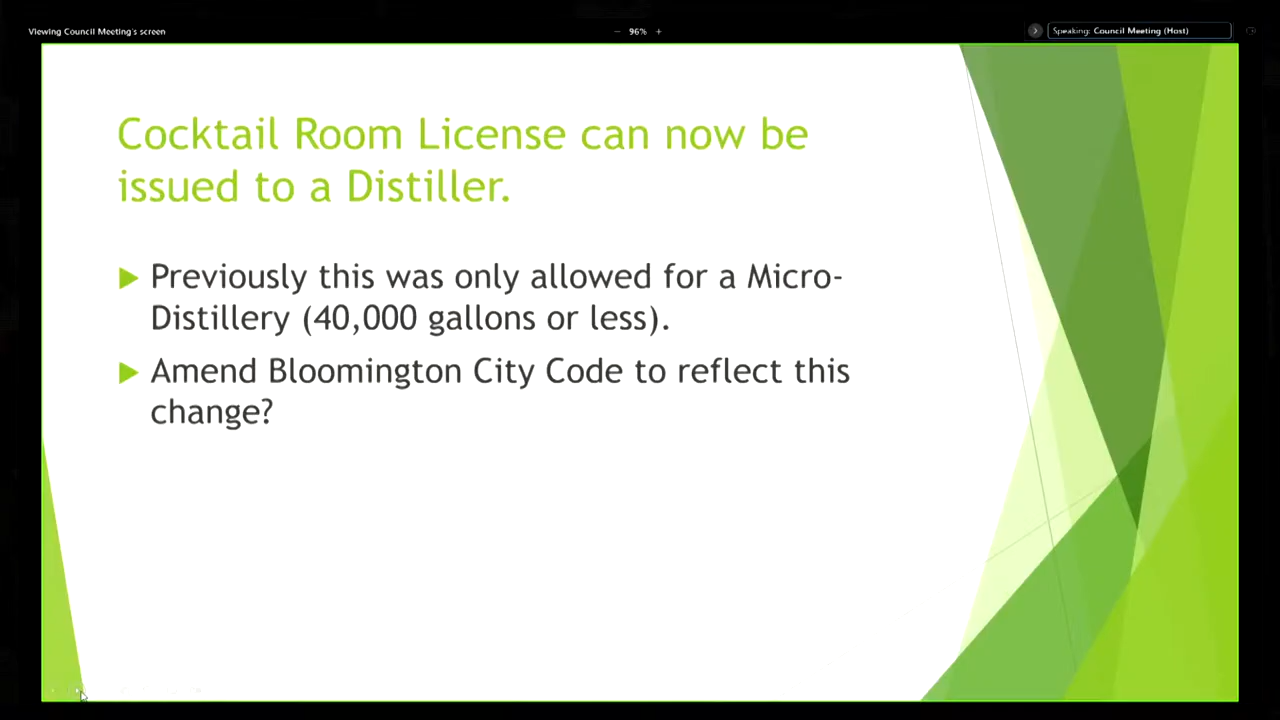 Viewing Council Meeting's screen
96%
Speaking: Council Meeting (Host)
Cocktail Room License can now be
issued to a Distiller.
Previously this was only allowed for a Micro-
Distillery (40,000 gallons or less).
Amend Bloomington City Code to reflect this
change?